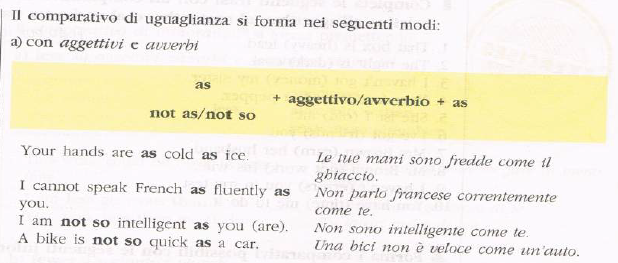 Il comparativo di uguaglianza si forma nei seguenti modi:
a) con aggettivi e avverbi
as
+ aggettivo/avverbio + as
not as/not so
Your hands are as cold as ice.
Le tue mani sono fredde come il
ghiaccio.
I cannot speak French as fluently as
you.
Non parlo francese correntemente
come te.
I am not so intelligent as you (are).
Non sono intelligente come te.
A bike is not so quick as a car.
Una bici non è veloce come un'auto.